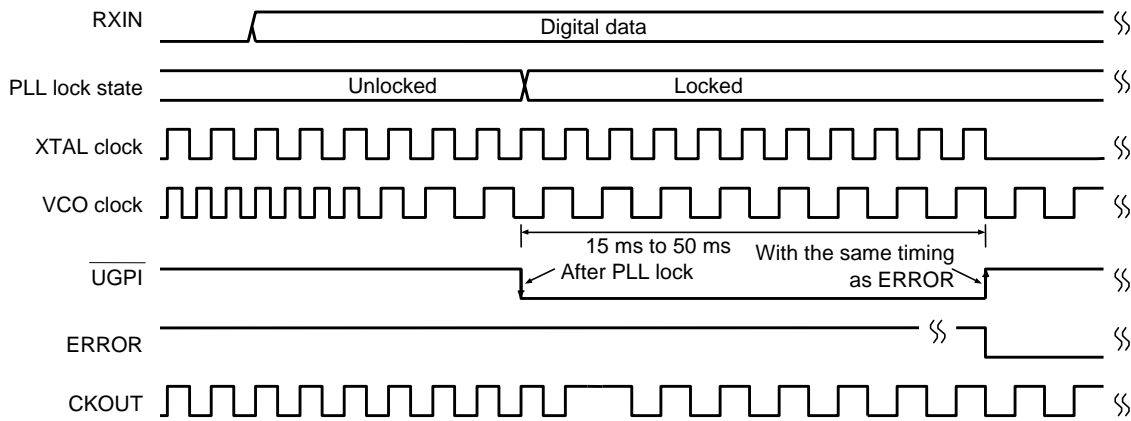 RXIN
Digital data
PLL lock state
Unlocked
Locked
XTAL clock
VCO clock
15 ms to 50 ms
After PLL lock
With the same timing
as ERROR
UGPI
ERROR
CKOUT